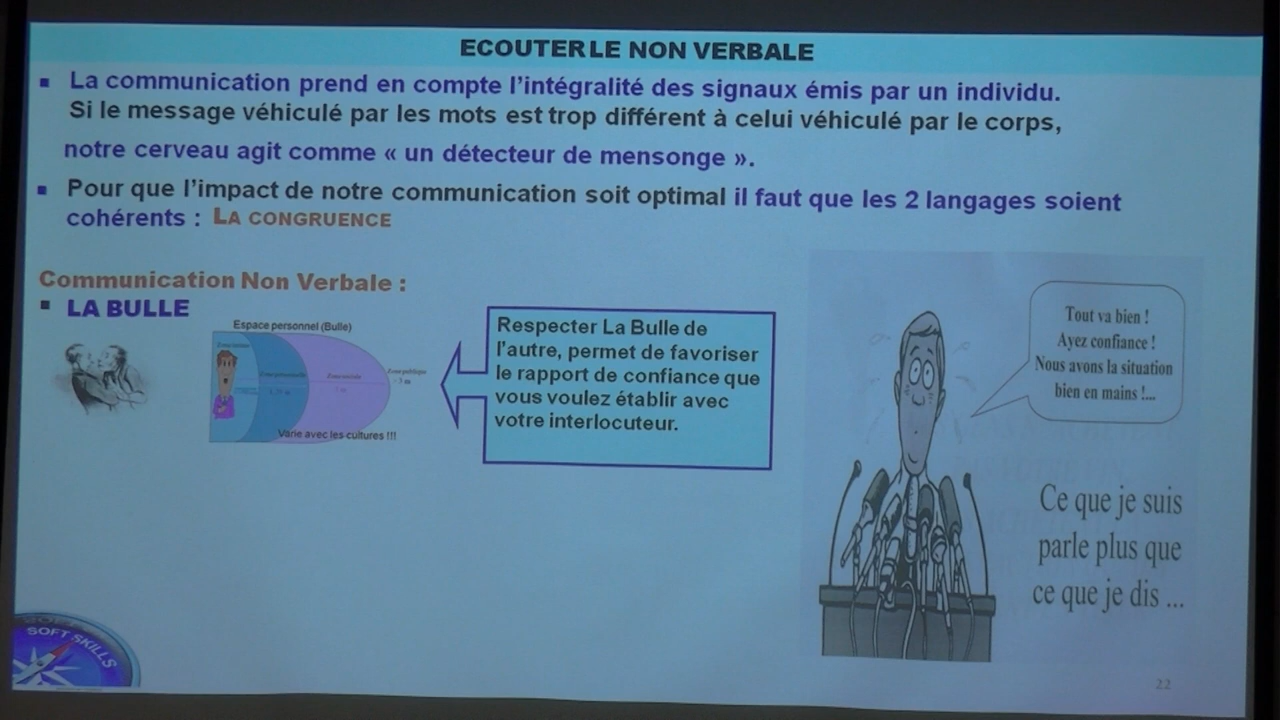 ECOUTER LE NON VERBALE
▪ La communication prend en compte l'intégralité des signaux émis par un individu.
Si le message véhiculé par les mots est trop différent à celui véhiculé par le corps,
notre cerveau agit comme « un détecteur de mensonge ».
▪ Pour que l'impact de notre communication soit optimal il faut que les 2 langages soient
cohérents : LA CONGRUENCE
Communication Non Verbale :
▪ LA BULLE
Espace personnel (Bulle)
Zone publique
> 3 m
Varie avec les cultures !!!
Respecter La Bulle de
l'autre, permet de favoriser
le rapport de confiance que
vous voulez établir avec
votre interlocuteur.
Tout va bien !
Ayez confiance !
Nous avons la situation
bien en mains !...
Ce que je suis
parle plus que
ce que je dis ...
SOFT SKILLS
22